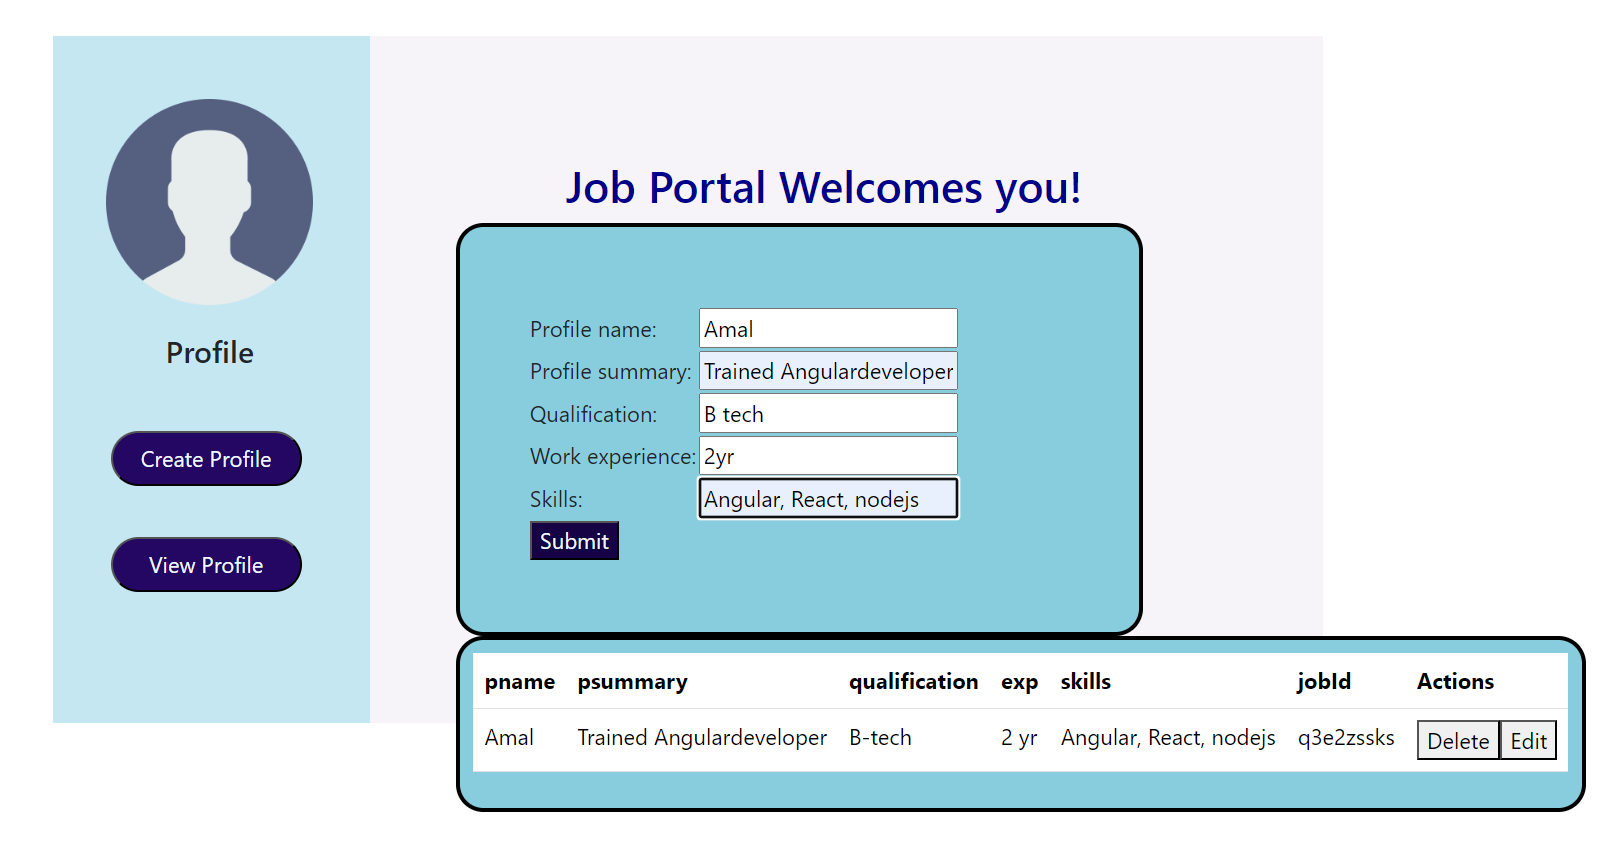 Profile
Create Profile
View Profile
Job Portal Welcomes you!
Profile name: Amal
Profile summary: Trained Angulardeveloper
Qualification: B tech
Work experience: 2yr
Skills: Angular, React, nodejs
Submit
pname psummary qualification exp skills jobId Actions
Amal Trained Angulardeveloper B-tech 2 yr Angular, React, nodejs q3e2zssks Delete Edit